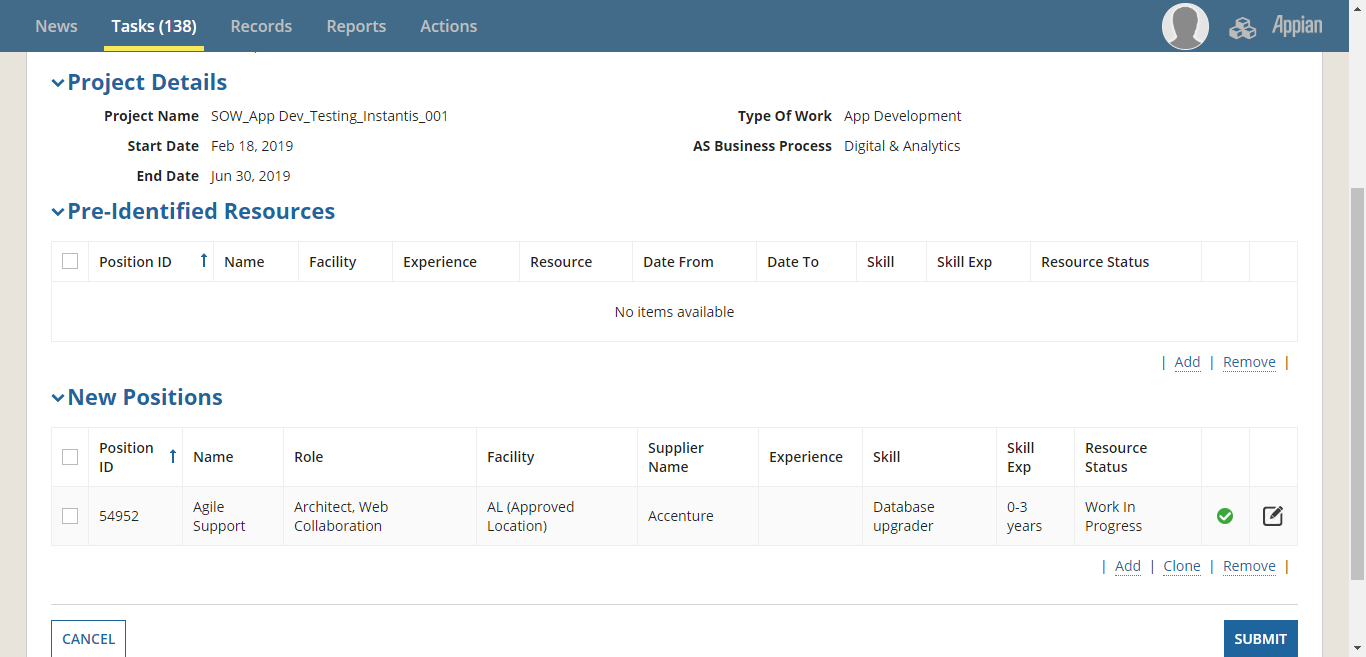 News Tasks (138) Records Reports Actions Appian
Project Details
Project Name SOW_App Dev_Testing_Instantis_001 Type Of Work App Development
Start Date Feb 18, 2019 AS Business Process Digital & Analytics
End Date Jun 30, 2019
Pre-Identified Resources
Position ID ↑ Name Facility Experience Resource Date From Date To Skill Skill Exp Resource Status
No items available
| Add | Remove |
New Positions
Position ID ↑ Name Role Facility Supplier Name Experience Skill Skill Exp Resource Status
54952 Agile Support Architect, Web Collaboration AL (Approved Location) Accenture Database upgrader 0-3 years Work In Progress
| Add | Clone | Remove |
CANCEL SUBMIT